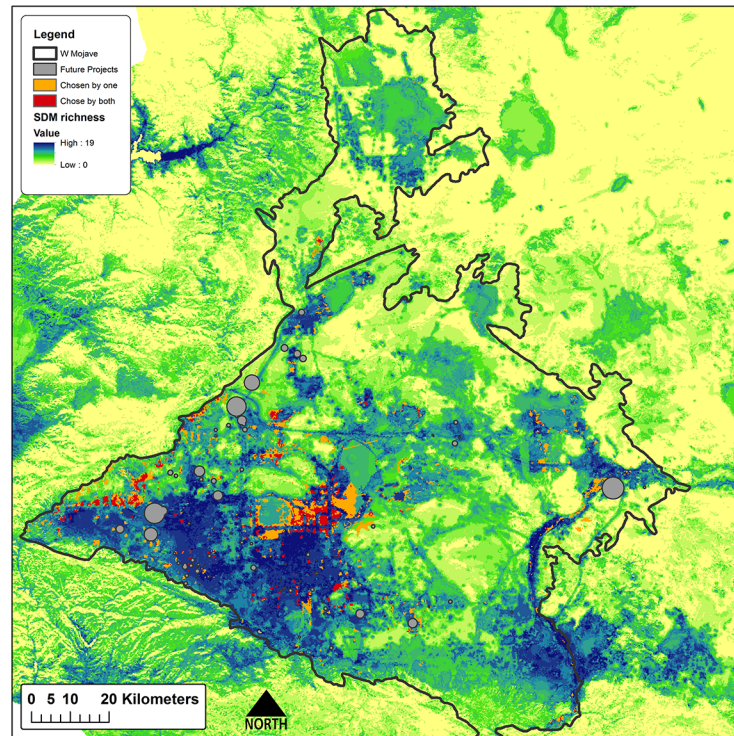 Legend
W Mojave
Future Projects
Chosen by one
Chose by both
SDM richness
Value
High : 19
Low : 0
0 5 10 20 Kilometers
NORTH